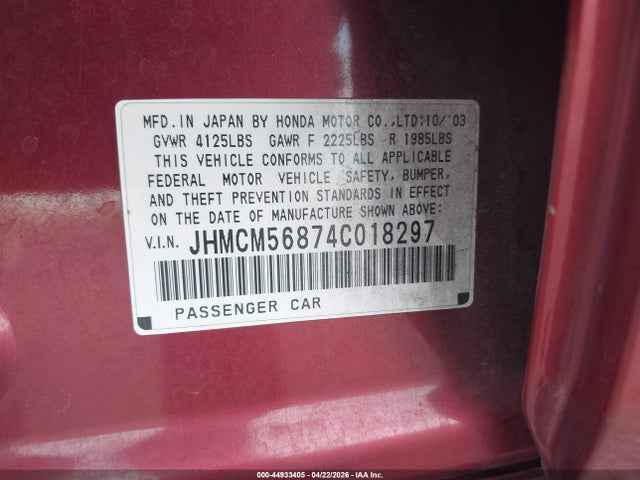 MFD. IN JAPAN BY HONDA MOTOR CO.,LTD:10/'03
GVWR 4125LBS GAWR F 2225LBS R 1985LBS
THIS VEHICLE CONFORMS TO ALL APPLICABLE
FEDERAL MOTOR VEHICLE SAFETY, BUMPER,
AND THEFT PREVENTION STANDARDS IN EFFECT
ON THE DATE OF MANUFACTURE SHOWN ABOVE:
V.I.N. JHMCM56874C018297
PASSENGER CAR
000-44933405 - 04/22/2026 - IAA Inc.